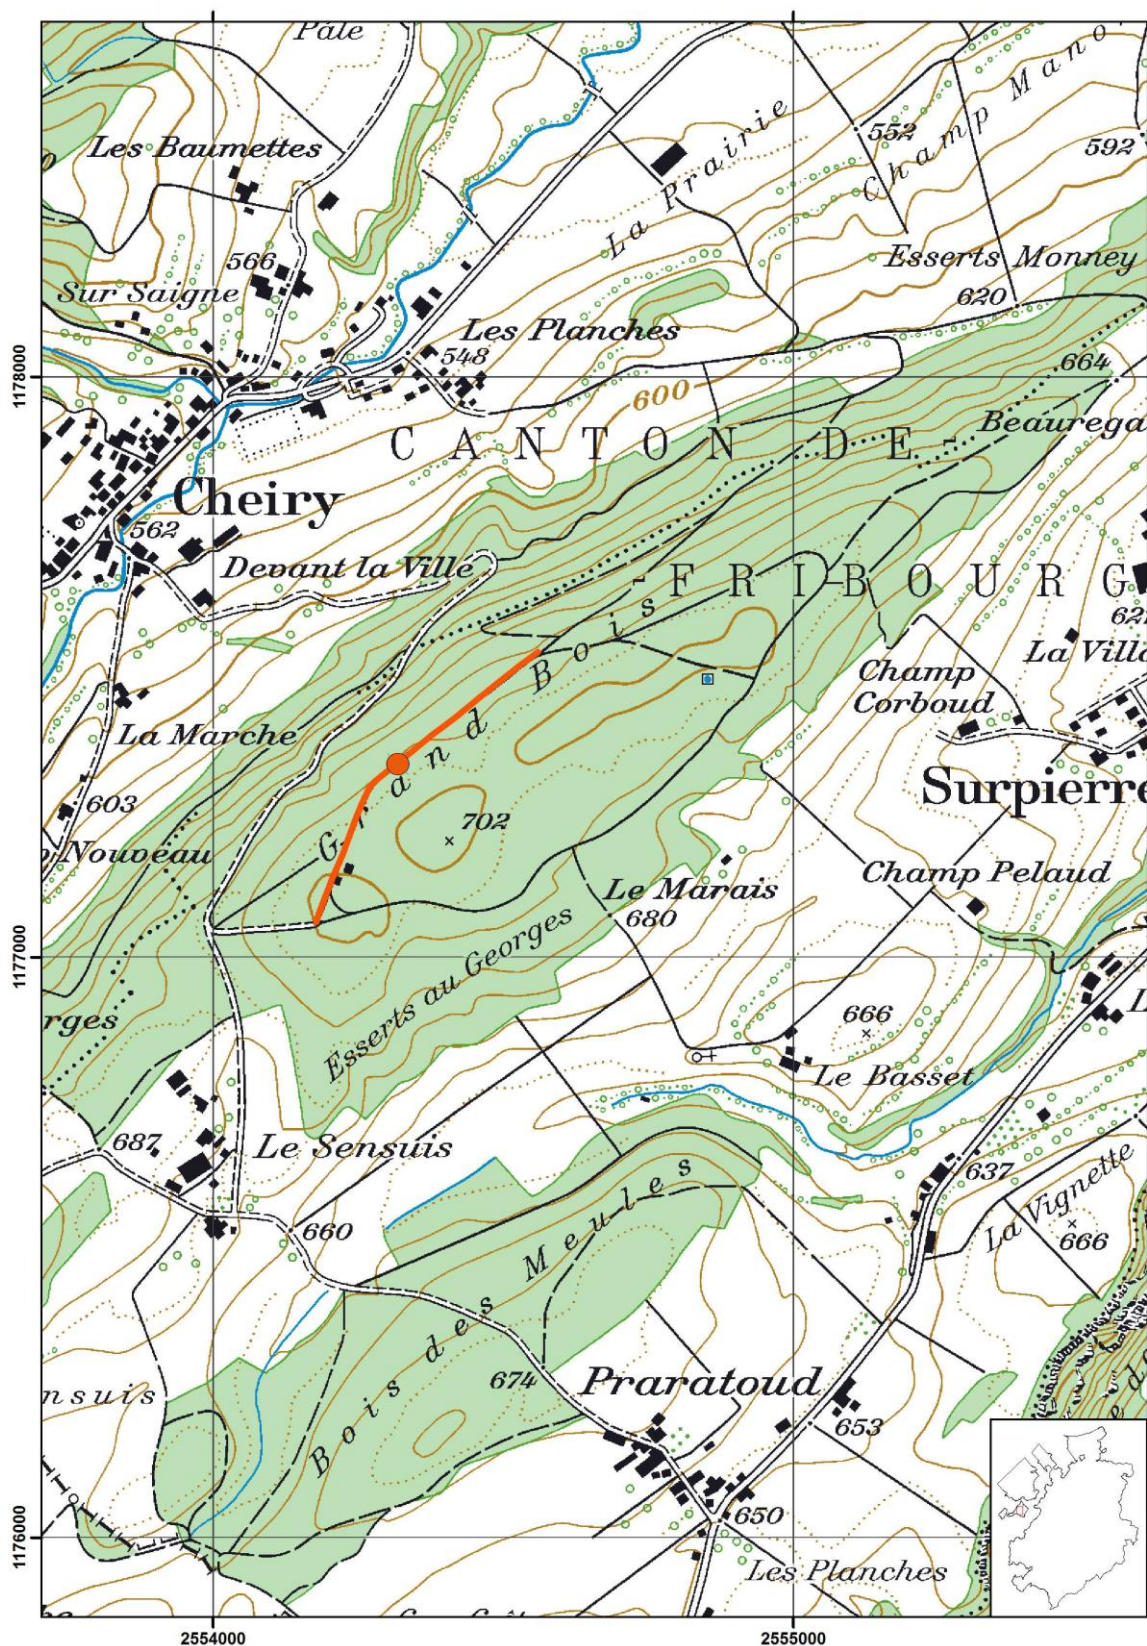 Pâle
Les Baumettes
La Prairie
552
Champ Mano
592
566
Sur Saigne
Esserts Monney
620
Les Planches
548
600
664
1178000
CANTON DE-
Beaurega
Cheiry
562
Devant la Ville
-FRIBOURG
Grand Bois
La Ville
Champ
Corboud
La Marche
603
Nouveau
702
Surpierre
Champ Pelaud
Le Marais
680
1177000
Esserts au Georges
rges
666
Le Basset
687
Le Sensuis
660
637
La Vignette
666
Bois des Meules
nsuis
674
Praratoud
653
650
1176000
Les Planches
2554000
2555000